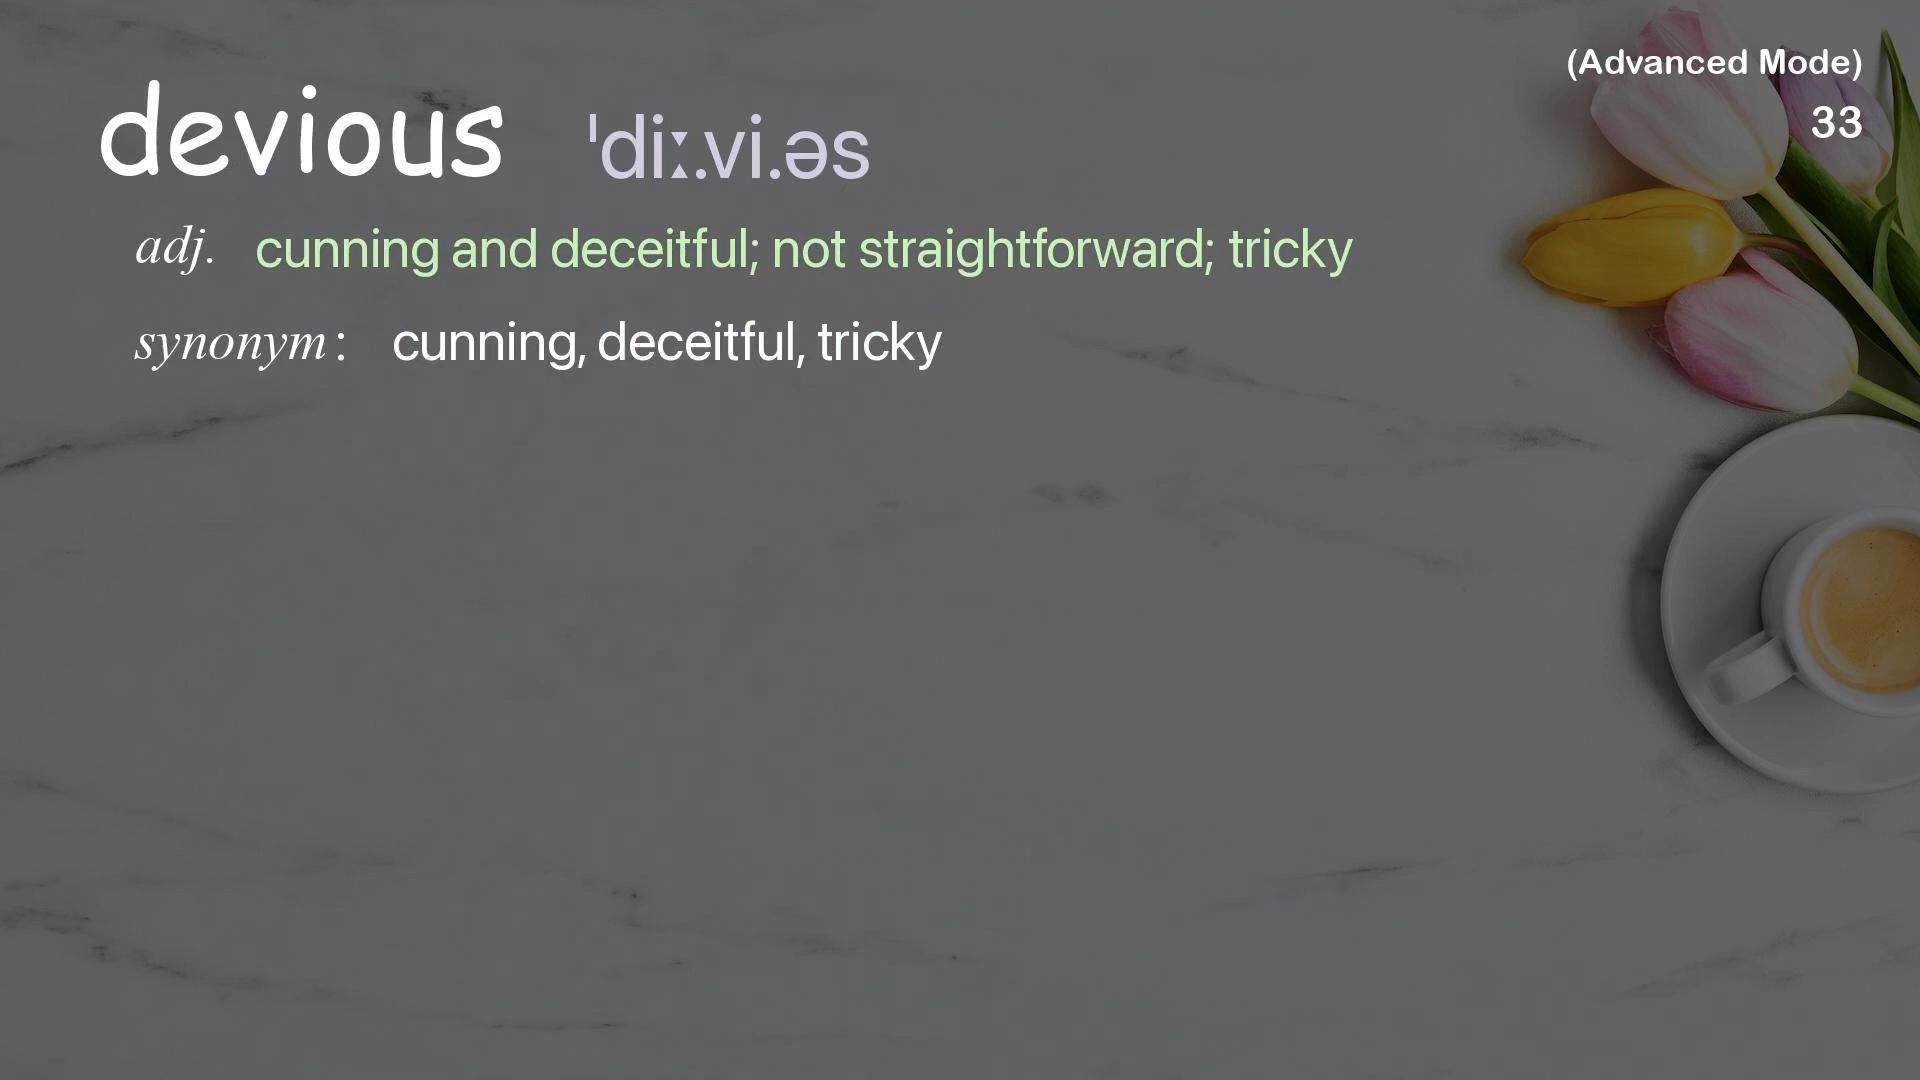 (Advanced Mode)
33
devious ˈdiː.vi.əs
adj. cunning and deceitful; not straightforward; tricky
synonym: cunning, deceitful, tricky